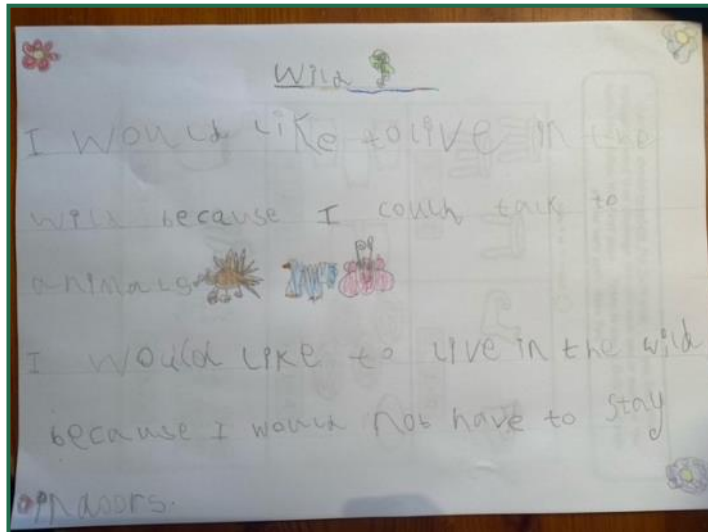 Wild
I would like to live in the
wild because I could talk to
animals
I would like to live in the wild
because I would not have to stay
indoors.